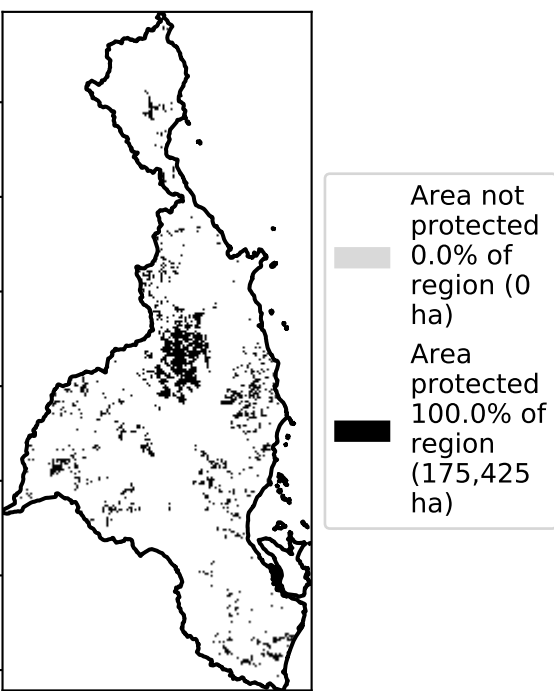 Area not
protected
0.0% of
region (0
ha)
Area
protected
100.0% of
region
(175,425
ha)